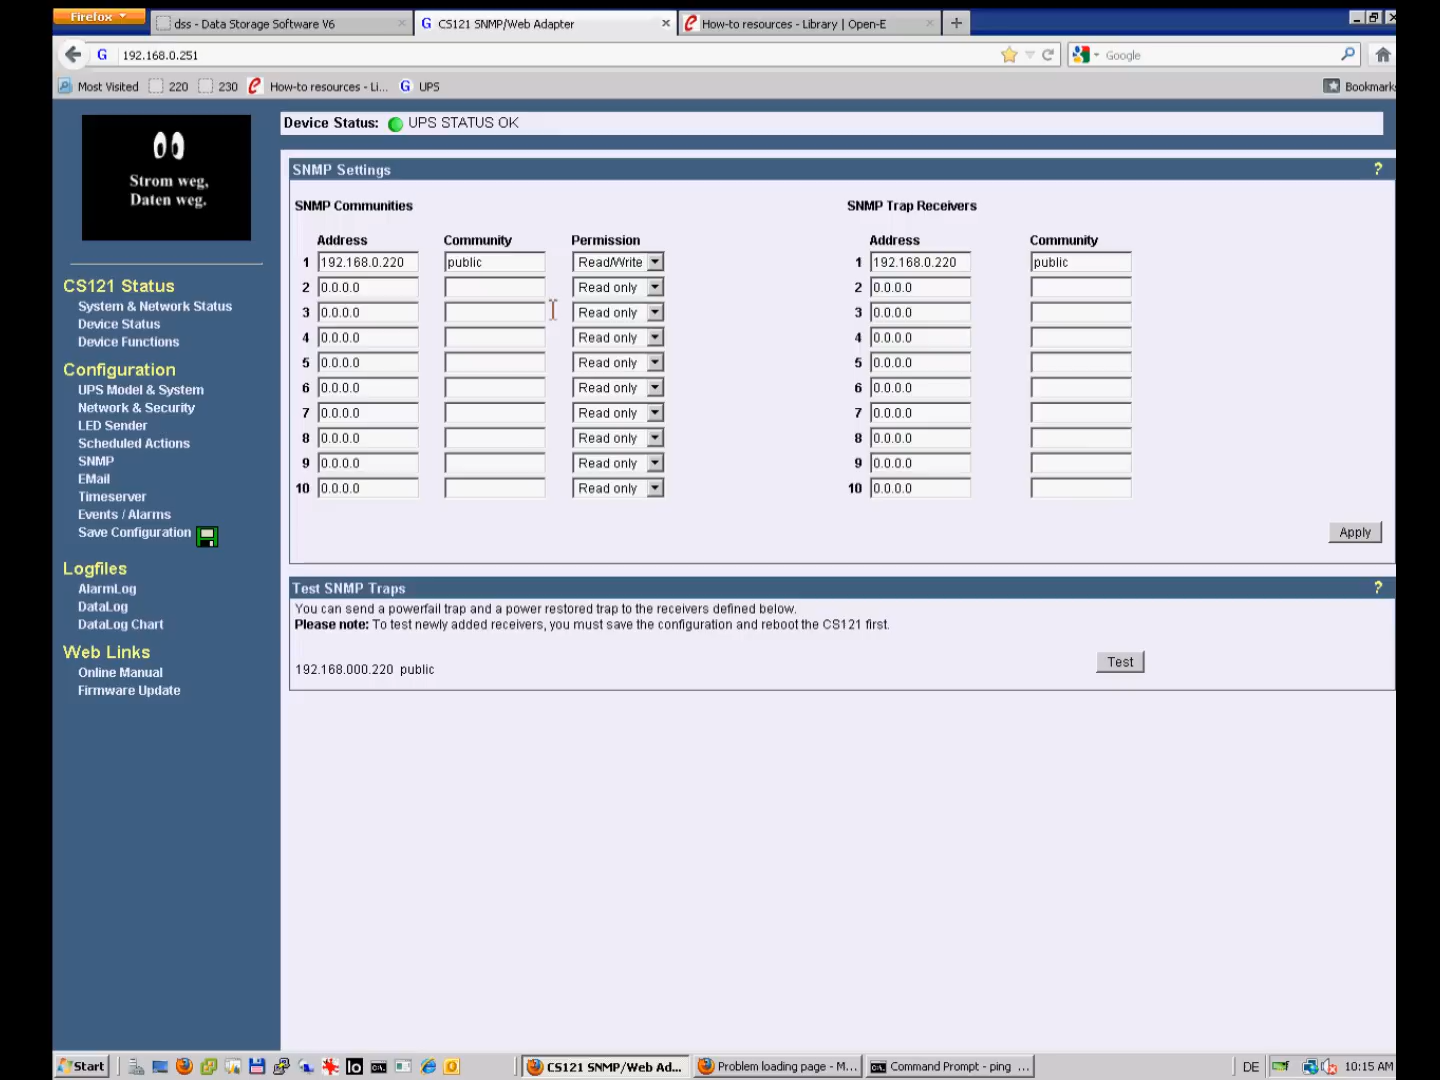 Firefox
dss - Data Storage Software V6
CS121 SNMP/Web Adapter
How-to resources - Library | Open-E
192.168.0.251
Google
Most Visited 220 230 How-to resources - Li... UPS
Bookmark
Device Status: UPS STATUS OK
Strom weg,
Daten weg.
SNMP Settings ?
SNMP Communities
SNMP Trap Receivers
Address Community Permission Address Community
1 192.168.0.220 public Read/Write 1 192.168.0.220 public
2 0.0.0.0 Read only 2 0.0.0.0
3 0.0.0.0 Read only 3 0.0.0.0
4 0.0.0.0 Read only 4 0.0.0.0
5 0.0.0.0 Read only 5 0.0.0.0
6 0.0.0.0 Read only 6 0.0.0.0
7 0.0.0.0 Read only 7 0.0.0.0
8 0.0.0.0 Read only 8 0.0.0.0
9 0.0.0.0 Read only 9 0.0.0.0
10 0.0.0.0 Read only 10 0.0.0.0
Apply
CS121 Status
System & Network Status
Device Status
Device Functions
Configuration
UPS Model & System
Network & Security
LED Sender
Scheduled Actions
SNMP
EMail
Timeserver
Events / Alarms
Save Configuration
Logfiles
AlarmLog
DataLog
DataLog Chart
Web Links
Online Manual
Firmware Update
Test SNMP Traps ?
You can send a powerfail trap and a power restored trap to the receivers defined below.
Please note: To test newly added receivers, you must save the configuration and reboot the CS121 first.
192.168.000.220 public
Test
Start
CS121 SNMP/Web Ad...
Problem loading page - M...
Command Prompt - ping ...
DE
10:15 AM